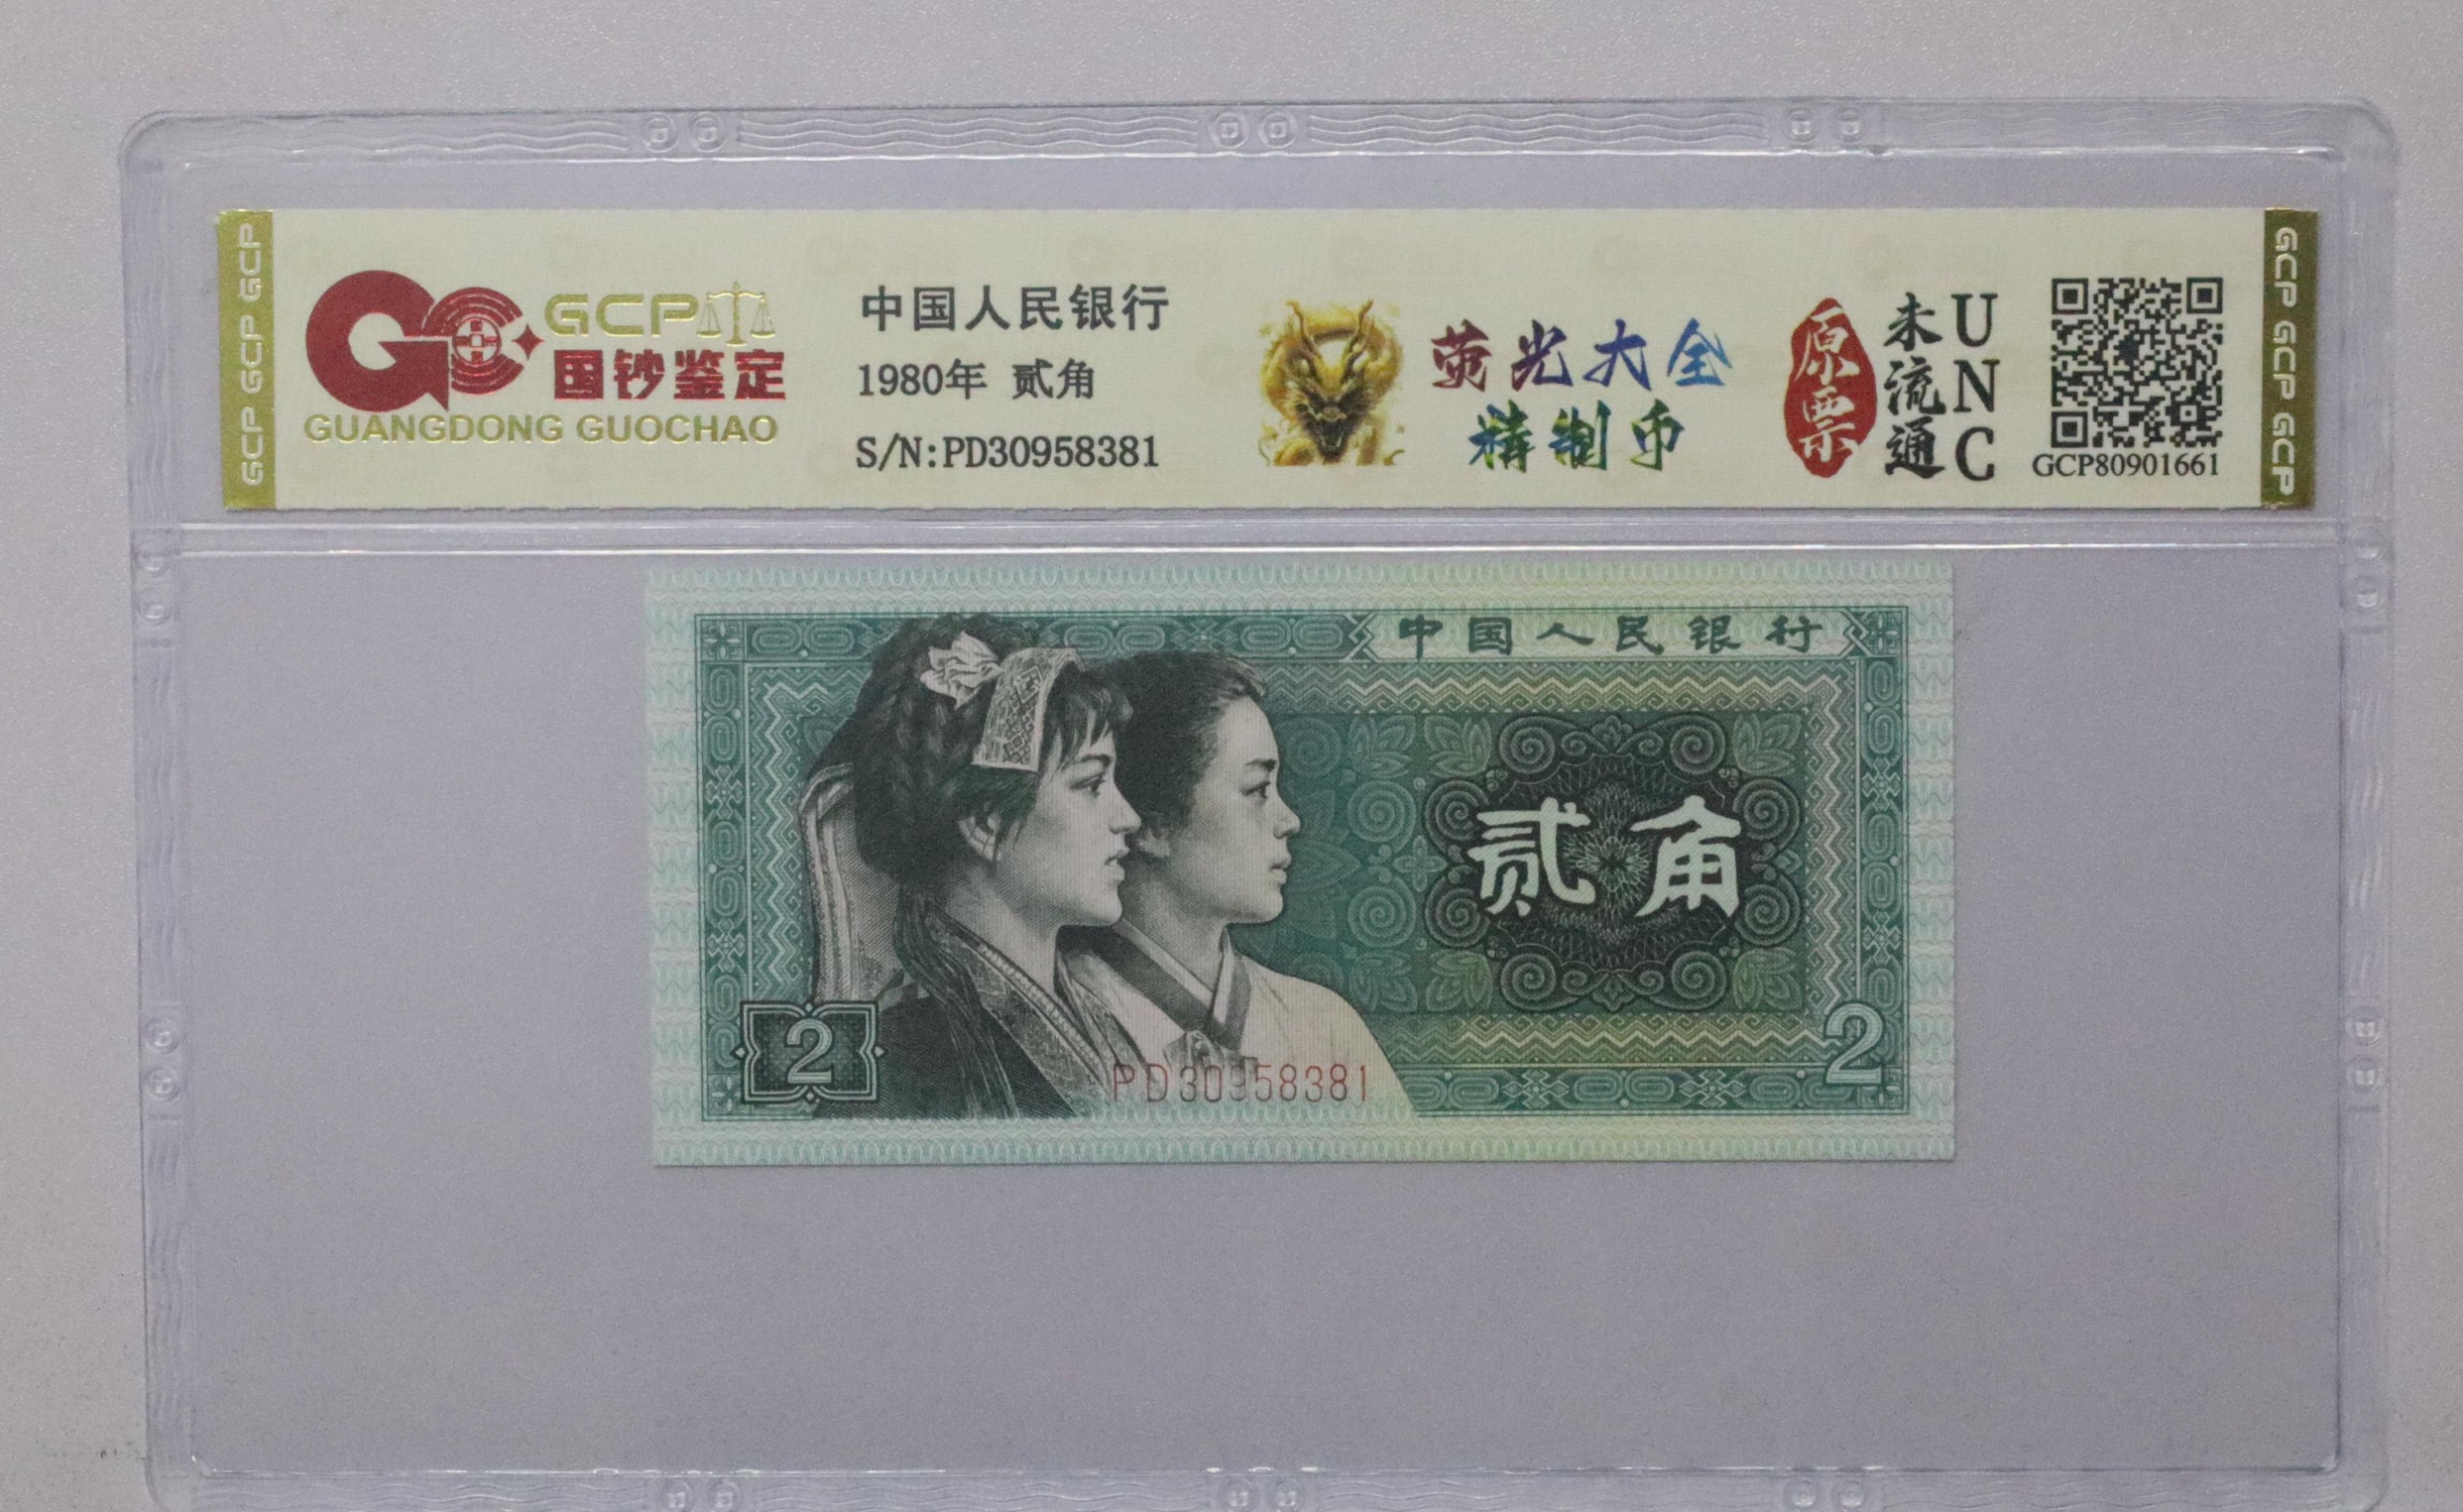 GCP GCP GCP
GCP
国钞鉴定
GUANGDONG GUOCHAO
中国人民银行
1980年 贰角
S/N:PD30958381
荧光大全
精制币
原票
未流通
UNC
GCP80901661
GCP GCP GCP
中国人民银行
贰角
2
2
PD30958381